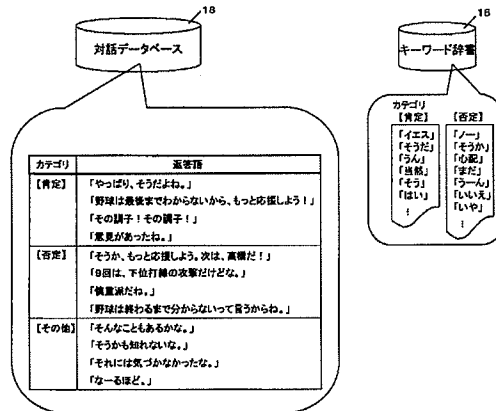 18
対話データベース
カテゴリ 返答語
【肯定】 「やっぱり、そうだよね。」
「野球は最後までわからないから、もっと応援しよう！」
「その調子！その調子！」
「意見があったね。」
【否定】 「そうか、もっと応援しよう。次は、高橋だ！」
「9回は、下位打線の攻撃だけどな。」
「慎重派だね。」
「野球は終わるまで分からないって言うからね。」
【その他】 「そんなこともあるかな。」
「そうかも知れないな。」
「それには気づかなかったな。」
「なーるほど。」
16
キーワード辞書
カテゴリ
【肯定】 【否定】
「イエス」 「ノー」
「そうだ」 「そうか」
「うん」 「心配」
「当然」 「まだ」
「そう」 「うーん」
「はい」 「いいえ」
⋮ 「いや」
⋮